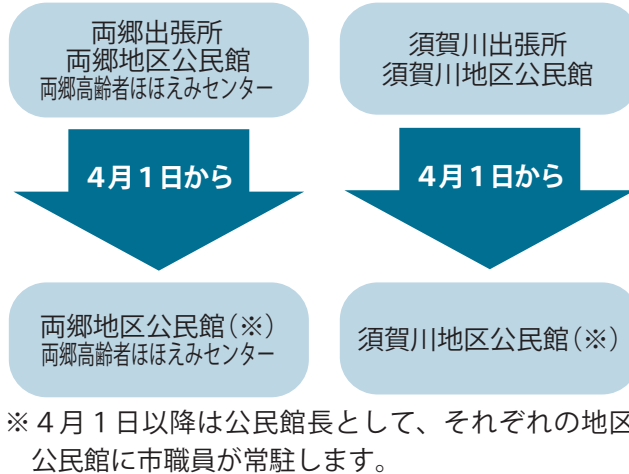 両郷出張所
両郷地区公民館
両郷高齢者ほほえみセンター
4月1日から
両郷地区公民館(※)
両郷高齢者ほほえみセンター
須賀川出張所
須賀川地区公民館
4月1日から
須賀川地区公民館(※)
※4月1日以降は公民館長として、それぞれの地区
公民館に市職員が常駐します。